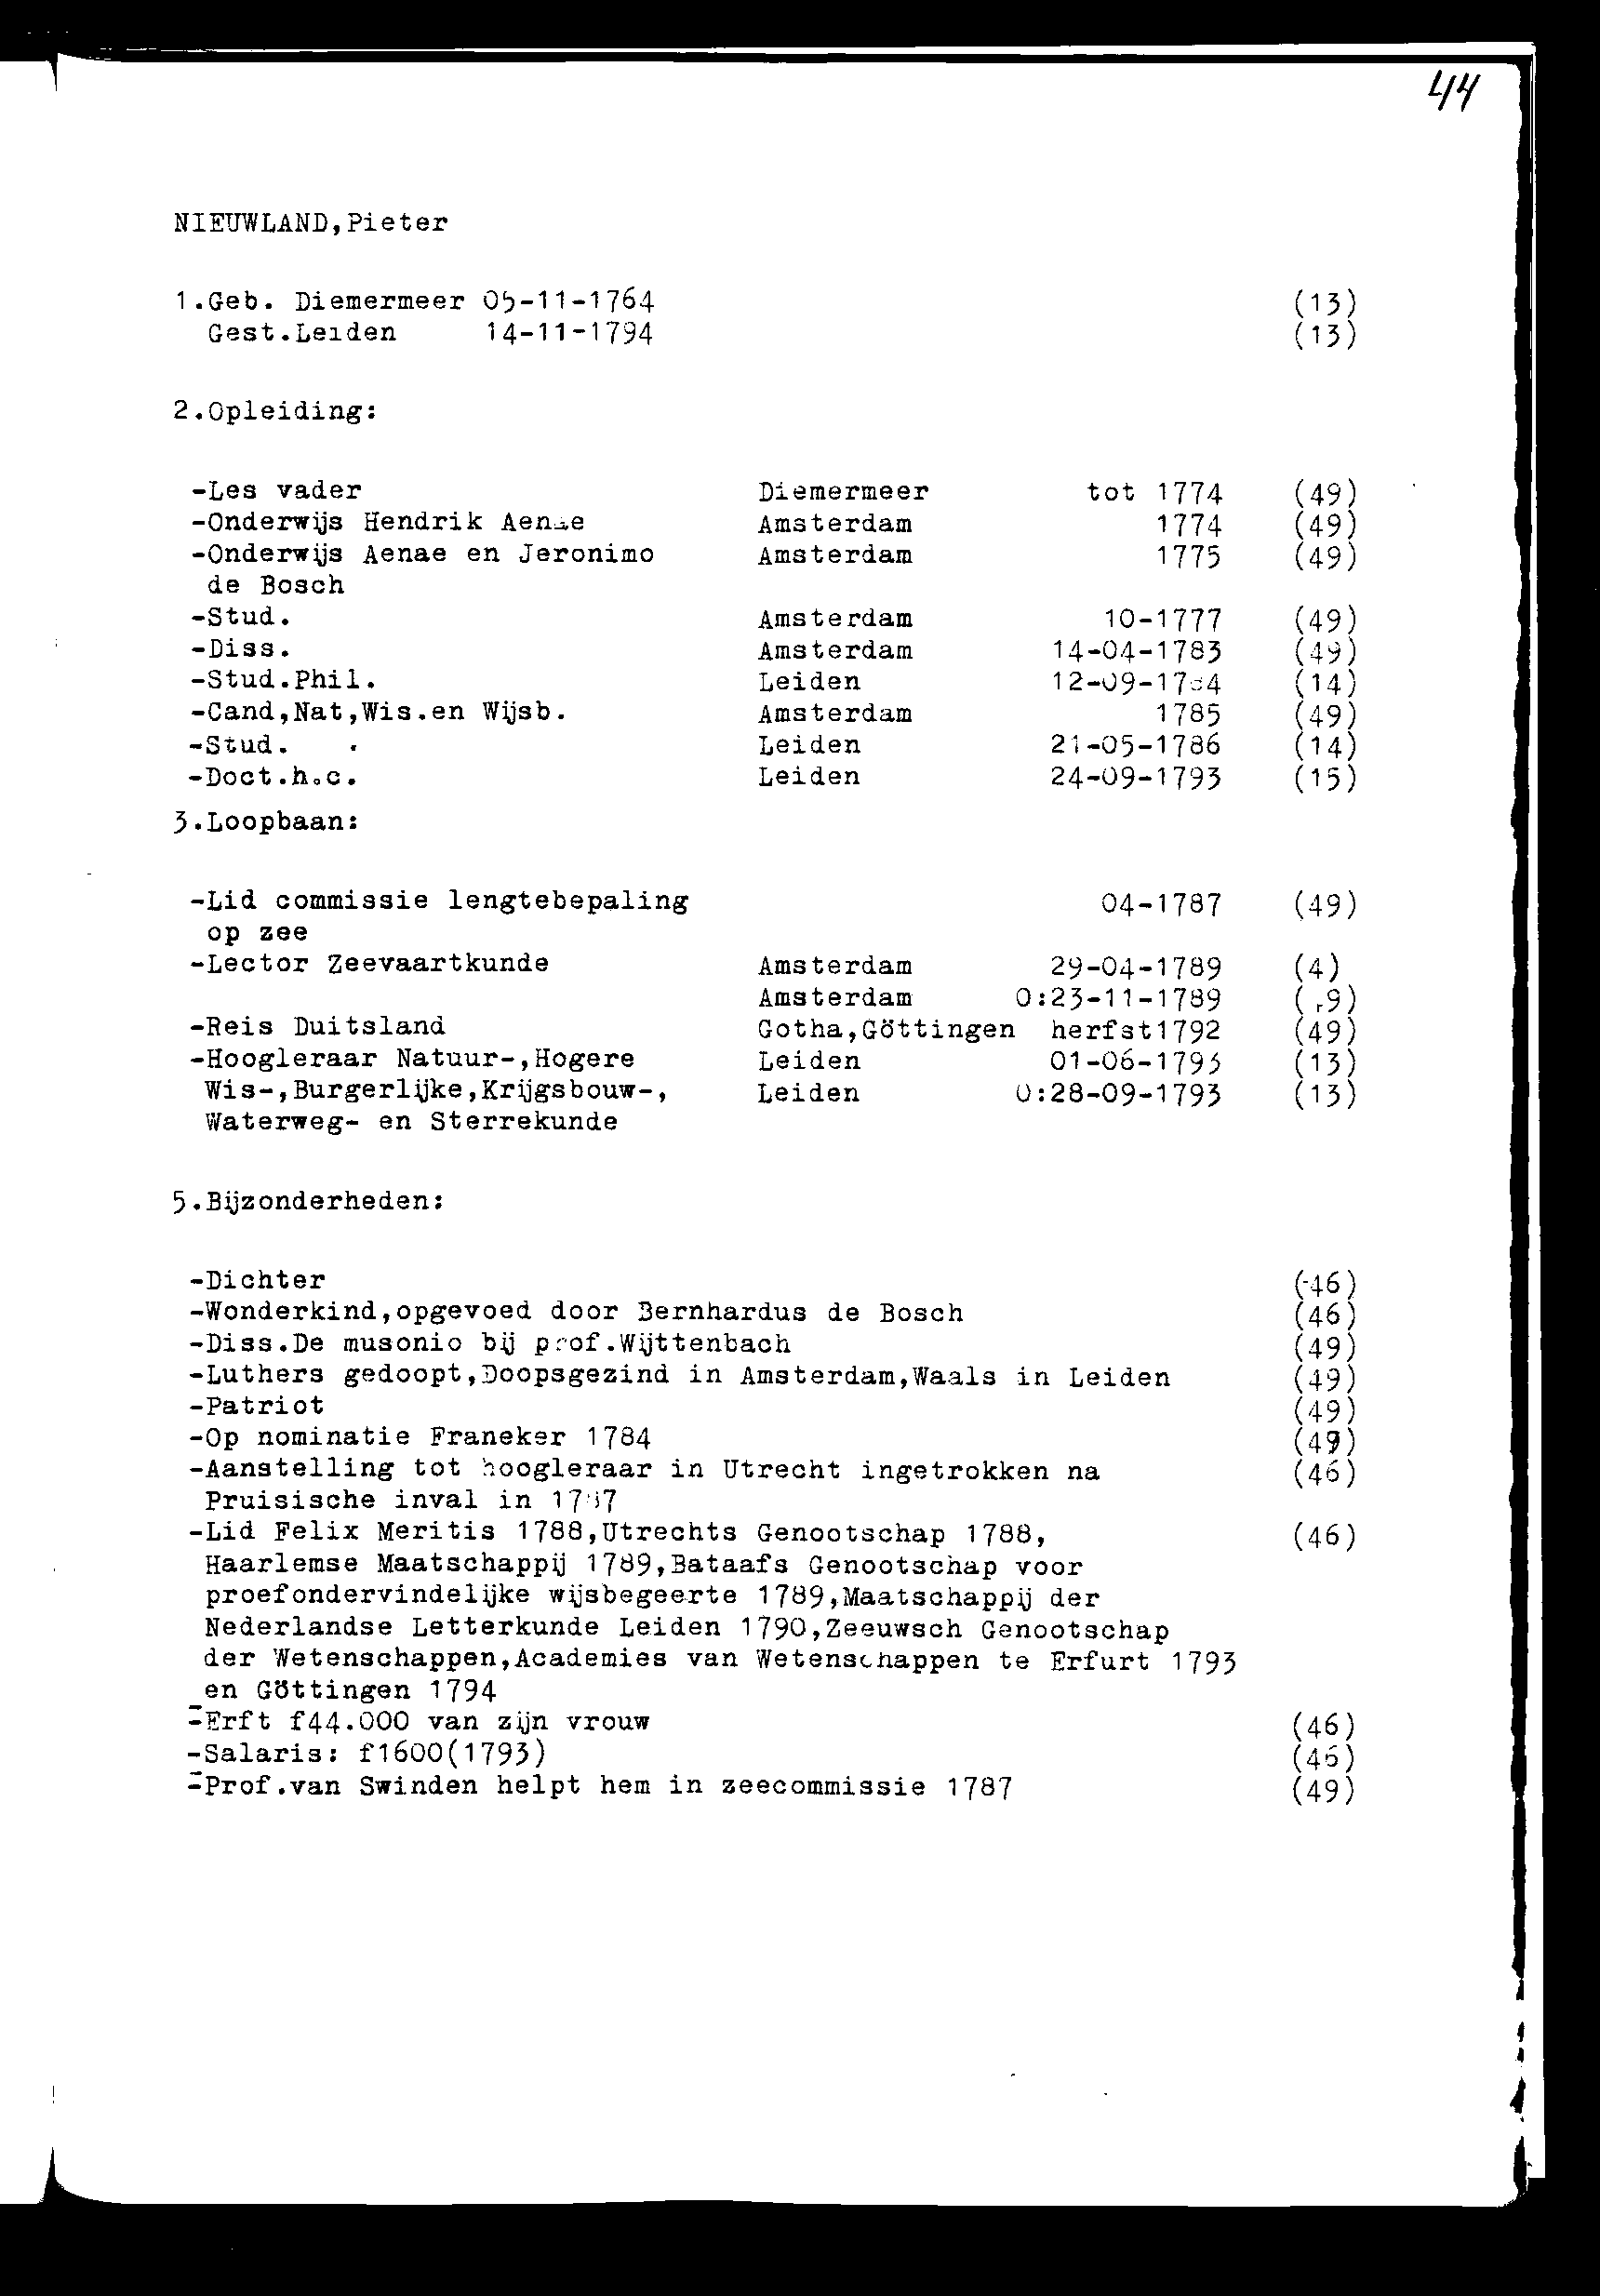 44
NIEUWLAND,Pieter
1.Geb. Diemermeer 05-11-1764 (13)
Gest.Leiden 14-11-1794 (13)
2.Opleiding:
-Les vader Diemermeer tot 1774 (49)
-Onderwijs Hendrik Aenae Amsterdam 1774 (49)
-Onderwijs Aenae en Jeronimo Amsterdam 1775 (49)
de Bosch
-Stud. Amsterdam 10-1777 (49)
-Diss. Amsterdam 14-04-1783 (49)
-Stud.Phil. Leiden 12-09-1784 (14)
-Cand,Nat,Wis.en Wijsb. Amsterdam 1785 (49)
-Stud. Leiden 21-05-1786 (14)
-Doct.h.c. Leiden 24-09-1793 (15)
3.Loopbaan:
-Lid commissie lengtebepaling 04-1787 (49)
op zee
-Lector Zeevaartkunde Amsterdam 29-04-1789 (4)
Amsterdam O:23-11-1789
-Reis Duitsland Gotha,Göttingen herfst1792 (49)
-Hoogleraar Natuur-,Hogere Leiden 01-06-1793 (13)
Wis-,Burgerlijke,Krijgsbouw-, Leiden O:28-09-1793 (13)
Waterweg- en Sterrekunde
5.Bijzonderheden:
-Dichter (46)
-Wonderkind,opgevoed door Bernhardus de Bosch (46)
-Diss.De musonio bij prof.Wijttenbach (49)
-Luthers gedoopt,Doopsgezind in Amsterdam,Waals in Leiden (49)
-Patriot (49)
-Op nominatie Franeker 1784 (49)
-Aanstelling tot hoogleraar in Utrecht ingetrokken na (46)
Pruisische inval in 1787
-Lid Felix Meritis 1788,Utrechts Genootschap 1788, (46)
Haarlemse Maatschappij 1789,Bataafs Genootschap voor
proefondervindelijke wijsbegeerte 1789,Maatschappij der
Nederlandse Letterkunde Leiden 1790,Zeeuwsch Genootschap
der Wetenschappen,Academies van Wetenschappen te Erfurt 1793
en Göttingen 1794
-Erft f44.000 van zijn vrouw (46)
-Salaris: f1600(1793) (46)
-Prof.van Swinden helpt hem in zeecommissie 1787 (49)